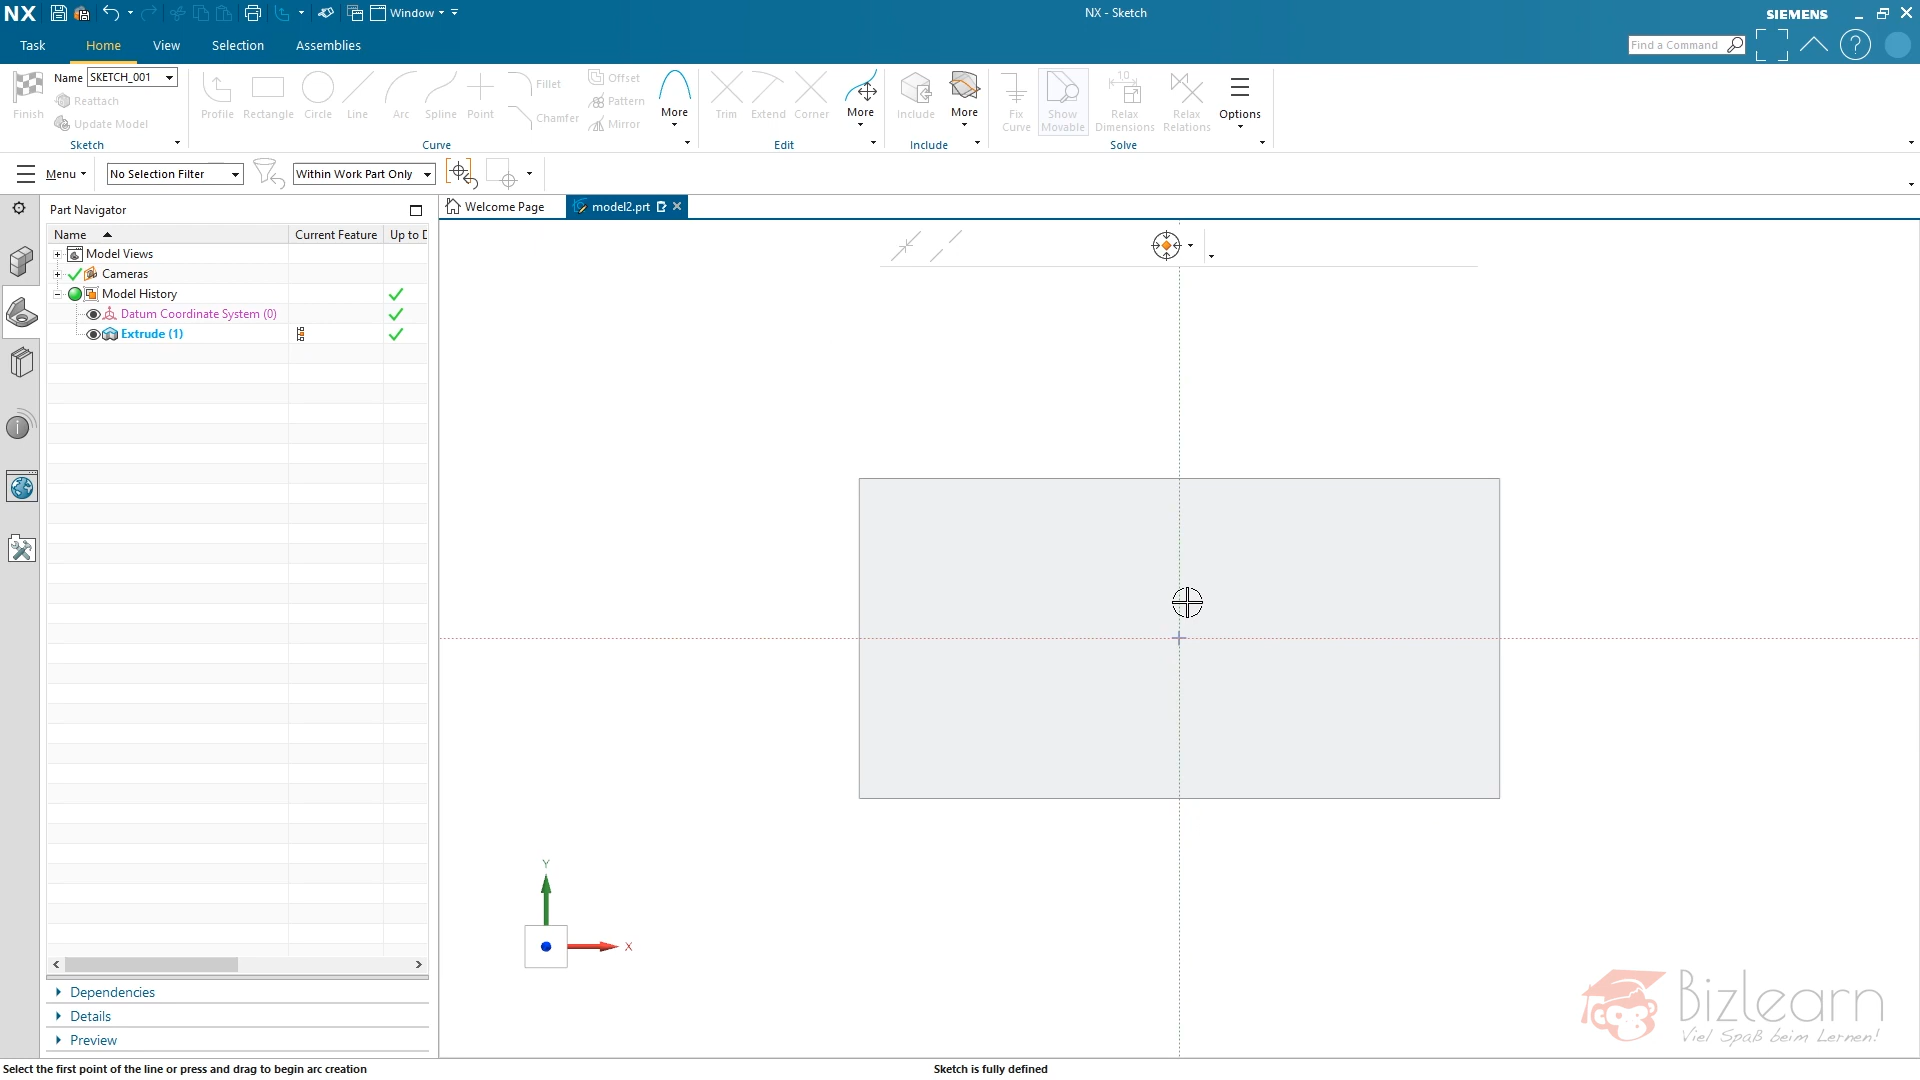 NX
Window
NX - Sketch
SIEMENS
Task
Home
View
Selection
Assemblies
Find a Command
Finish
Name
SKETCH_001
Reattach
Update Model
Sketch
Profile
Rectangle
Circle
Line
Arc
Spline
Point
Fillet
Chamfer
Offset
Pattern
Mirror
More
Curve
Trim
Extend
Corner
More
Edit
Include
More
Include
Fix
Curve
Show
Movable
1.0
Relax
Dimensions
Relax
Relations
Options
Solve
Menu
No Selection Filter
Within Work Part Only
Part Navigator
Welcome Page
model2.prt
Name
Current Feature
Up to D
Model Views
Cameras
Model History
Datum Coordinate System (0)
Extrude (1)
Dependencies
Details
Preview
Y
X
Bizlearn
Viel Spaß beim Lernen!
Select the first point of the line or press and drag to begin arc creation
Sketch is fully defined